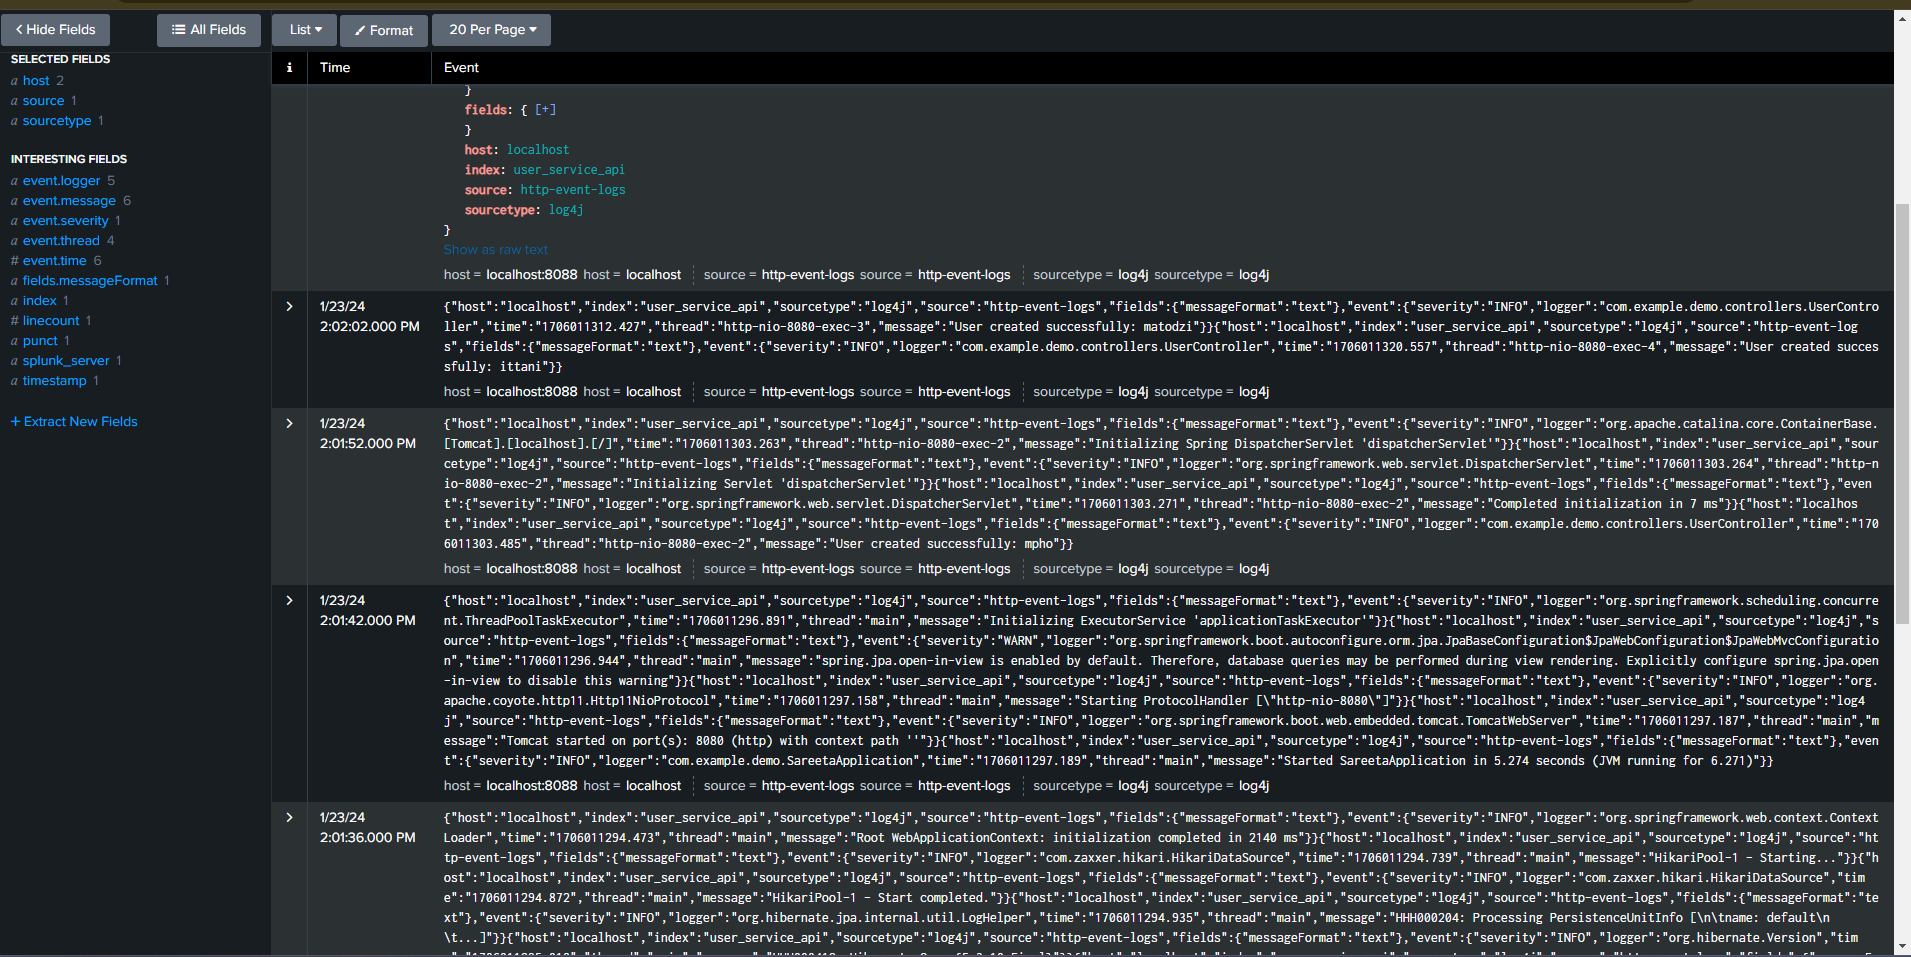 Hide Fields
All Fields
List
Format
20 Per Page
SELECTED FIELDS
a host 2
a source 1
a sourcetype 1
INTERESTING FIELDS
a event.logger 5
a event.message 6
a event.severity 1
a event.thread 4
# event.time 6
a fields.messageFormat 1
a index 1
# linecount 1
a punct 1
a splunk_server 1
a timestamp 1
+ Extract New Fields
i Time Event
}
fields: { [+]
}
host: localhost
index: user_service_api
source: http-event-logs
sourcetype: log4j
}
Show as raw text
host = localhost:8088 host = localhost source = http-event-logs source = http-event-logs sourcetype = log4j sourcetype = log4j
1/23/24
2:02:02.000 PM
{"host":"localhost","index":"user_service_api","sourcetype":"log4j","source":"http-event-logs","fields":{"messageFormat":"text"},"event":{"severity":"INFO","logger":"com.example.demo.controllers.UserContro
ller","time":"1706011312.427","thread":"http-nio-8080-exec-3","message":"User created successfully: matodzi"}}{"host":"localhost","index":"user_service_api","sourcetype":"log4j","source":"http-event-log
s","fields":{"messageFormat":"text"},"event":{"severity":"INFO","logger":"com.example.demo.controllers.UserController","time":"1706011320.557","thread":"http-nio-8080-exec-4","message":"User created succes
sfully: ittani"}}
host = localhost:8088 host = localhost source = http-event-logs source = http-event-logs sourcetype = log4j sourcetype = log4j
1/23/24
2:01:52.000 PM
{"host":"localhost","index":"user_service_api","sourcetype":"log4j","source":"http-event-logs","fields":{"messageFormat":"text"},"event":{"severity":"INFO","logger":"org.apache.catalina.core.ContainerBase.
[Tomcat].[localhost].[/]","time":"1706011303.263","thread":"http-nio-8080-exec-2","message":"Initializing Spring DispatcherServlet 'dispatcherServlet'"}}{"host":"localhost","index":"user_service_api","sour
cetype":"log4j","source":"http-event-logs","fields":{"messageFormat":"text"},"event":{"severity":"INFO","logger":"org.springframework.web.servlet.DispatcherServlet","time":"1706011303.264","thread":"http-n
io-8080-exec-2","message":"Initializing Servlet 'dispatcherServlet'"}}{"host":"localhost","index":"user_service_api","sourcetype":"log4j","source":"http-event-logs","fields":{"messageFormat":"text"},"even
t":{"severity":"INFO","logger":"org.springframework.web.servlet.DispatcherServlet","time":"1706011303.271","thread":"http-nio-8080-exec-2","message":"Completed initialization in 7 ms"}}{"host":"localhos
t","index":"user_service_api","sourcetype":"log4j","source":"http-event-logs","fields":{"messageFormat":"text"},"event":{"severity":"INFO","logger":"com.example.demo.controllers.UserController","time":"170
6011303.485","thread":"http-nio-8080-exec-2","message":"User created successfully: mpho"}}
host = localhost:8088 host = localhost source = http-event-logs source = http-event-logs sourcetype = log4j sourcetype = log4j
1/23/24
2:01:42.000 PM
{"host":"localhost","index":"user_service_api","sourcetype":"log4j","source":"http-event-logs","fields":{"messageFormat":"text"},"event":{"severity":"INFO","logger":"org.springframework.scheduling.concurre
nt.ThreadPoolTaskExecutor","time":"1706011296.891","thread":"main","message":"Initializing ExecutorService 'applicationTaskExecutor'"}}{"host":"localhost","index":"user_service_api","sourcetype":"log4j","s
ource":"http-event-logs","fields":{"messageFormat":"text"},"event":{"severity":"WARN","logger":"org.springframework.boot.autoconfigure.orm.jpa.JpaBaseConfiguration$JpaWebConfiguration$JpaWebMvcConfiguratio
n","time":"1706011296.944","thread":"main","message":"spring.jpa.open-in-view is enabled by default. Therefore, database queries may be performed during view rendering. Explicitly configure spring.jpa.open
-in-view to disable this warning"}}{"host":"localhost","index":"user_service_api","sourcetype":"log4j","source":"http-event-logs","fields":{"messageFormat":"text"},"event":{"severity":"INFO","logger":"org.
apache.coyote.http11.Http11NioProtocol","time":"1706011297.158","thread":"main","message":"Starting ProtocolHandler [\"http-nio-8080\"]"}}{"host":"localhost","index":"user_service_api","sourcetype":"log4
j","source":"http-event-logs","fields":{"messageFormat":"text"},"event":{"severity":"INFO","logger":"org.springframework.boot.web.embedded.tomcat.TomcatWebServer","time":"1706011297.187","thread":"main","m
essage":"Tomcat started on port(s): 8080 (http) with context path ''"}}{"host":"localhost","index":"user_service_api","sourcetype":"log4j","source":"http-event-logs","fields":{"messageFormat":"text"},"even
t":{"severity":"INFO","logger":"com.example.demo.SareetaApplication","time":"1706011297.189","thread":"main","message":"Started SareetaApplication in 5.274 seconds (JVM running for 6.271)"}}
host = localhost:8088 host = localhost source = http-event-logs source = http-event-logs sourcetype = log4j sourcetype = log4j
1/23/24
2:01:36.000 PM
{"host":"localhost","index":"user_service_api","sourcetype":"log4j","source":"http-event-logs","fields":{"messageFormat":"text"},"event":{"severity":"INFO","logger":"org.springframework.web.context.Context
Loader","time":"1706011294.473","thread":"main","message":"Root WebApplicationContext: initialization completed in 2140 ms"}}{"host":"localhost","index":"user_service_api","sourcetype":"log4j","source":"ht
tp-event-logs","fields":{"messageFormat":"text"},"event":{"severity":"INFO","logger":"com.zaxxer.hikari.HikariDataSource","time":"1706011294.739","thread":"main","message":"HikariPool-1 - Starting..."}}{"h
ost":"localhost","index":"user_service_api","sourcetype":"log4j","source":"http-event-logs","fields":{"messageFormat":"text"},"event":{"severity":"INFO","logger":"com.zaxxer.hikari.HikariDataSource","tim
e":"1706011294.872","thread":"main","message":"HikariPool-1 - Start completed."}}{"host":"localhost","index":"user_service_api","sourcetype":"log4j","source":"http-event-logs","fields":{"messageFormat":"te
xt"},"event":{"severity":"INFO","logger":"org.hibernate.jpa.internal.util.LogHelper","time":"1706011294.935","thread":"main","message":"HHH000204: Processing PersistenceUnitInfo [\n\tname: default\n
\t...]"}}{"host":"localhost","index":"user_service_api","sourcetype":"log4j","source":"http-event-logs","fields":{"messageFormat":"text"},"event":{"severity":"INFO","logger":"org.hibernate.Version","tim